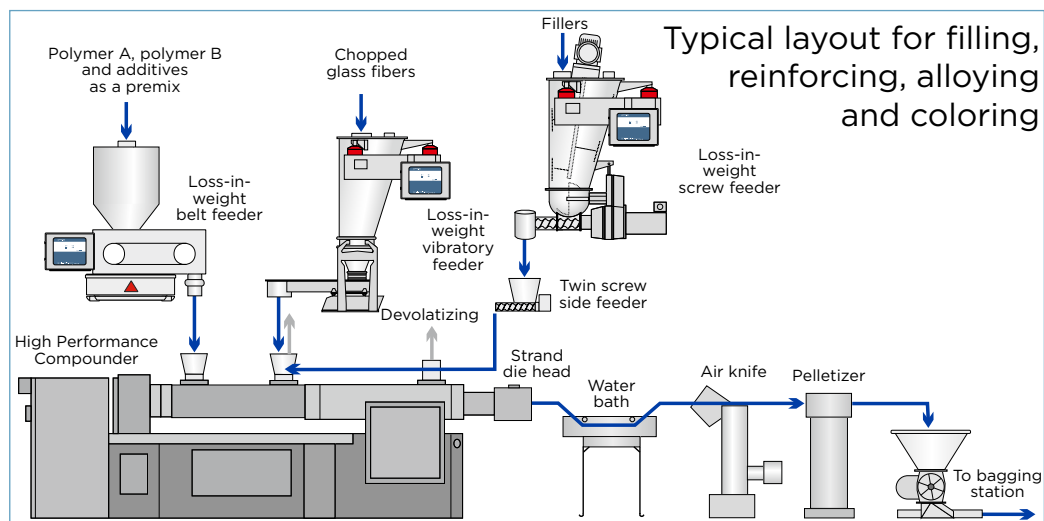 Typical layout for filling,
reinforcing, alloying
and coloring
Polymer A, polymer B
and additives
as a premix
Chopped
glass fibers
Fillers
Loss-in-
weight
belt feeder
Loss-in-
weight
vibratory
feeder
Loss-in-
weight
screw feeder
Twin screw
side feeder
Devolatizing
High Performance
Compounder
Strand
die head
Water
bath
Air knife
Pelletizer
To bagging
station